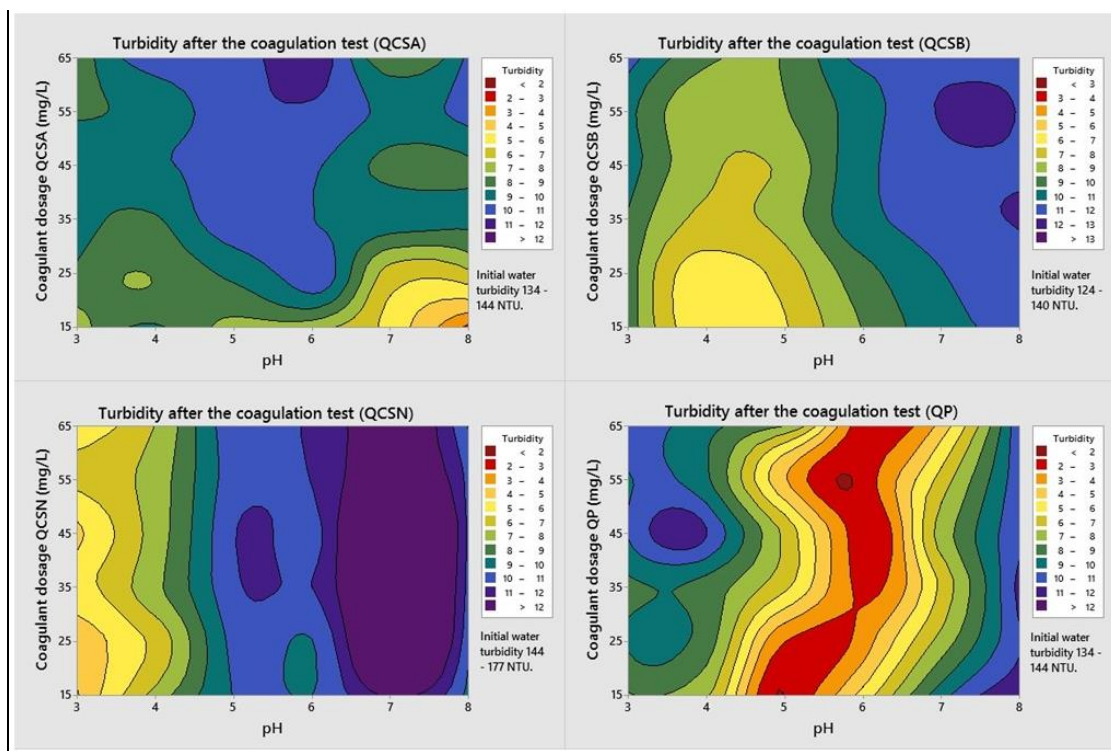 Turbidity after the coagulation test (QCSA)
Coagulant dosage QCSA (mg/L)
65
55
45
35
25
15
3
4
5
6
7
8
pH
Turbidity
< 2
2 – 3
3 – 4
4 – 5
5 – 6
6 – 7
7 – 8
8 – 9
9 – 10
10 – 11
11 – 12
> 12
Initial water
turbidity 134 -
144 NTU.
Turbidity after the coagulation test (QCSB)
Coagulant dosage QCSB (mg/L)
65
55
45
35
25
15
3
4
5
6
7
8
pH
Turbidity
< 3
3 – 4
4 – 5
5 – 6
6 – 7
7 – 8
8 – 9
9 – 10
10 – 11
11 – 12
12 – 13
> 13
Initial water
turbidity 124 -
140 NTU.
Turbidity after the coagulation test (QCSN)
Coagulant dosage QCSN (mg/L)
65
55
45
35
25
15
3
4
5
6
7
8
pH
Turbidity
< 2
2 – 3
3 – 4
4 – 5
5 – 6
6 – 7
7 – 8
8 – 9
9 – 10
10 – 11
11 – 12
> 12
Initial water
turbidity 144
- 177 NTU.
Turbidity after the coagulation test (QP)
Coagulant dosage QP (mg/L)
65
55
45
35
25
15
3
4
5
6
7
8
pH
Turbidity
< 2
2 – 3
3 – 4
4 – 5
5 – 6
6 – 7
7 – 8
8 – 9
9 – 10
10 – 11
11 – 12
> 12
Initial water
turbidity 134 -
144 NTU.